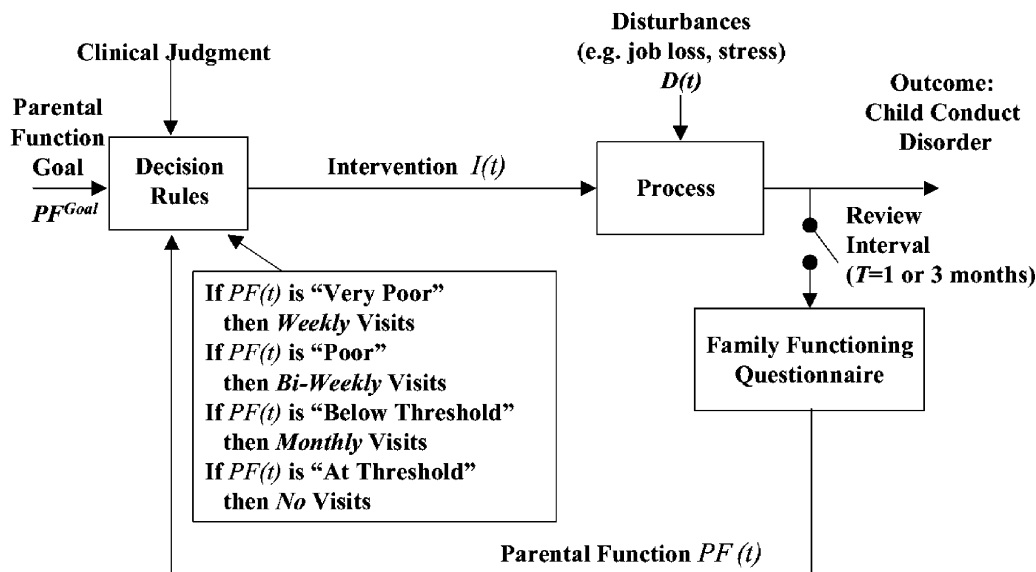 Clinical Judgment
Parental
Function
Goal
PF^Goal
Decision
Rules
Intervention I(t)
Disturbances
(e.g. job loss, stress)
D(t)
Process
Outcome:
Child Conduct
Disorder
Review
Interval
(T=1 or 3 months)
If PF(t) is “Very Poor”
then Weekly Visits
If PF(t) is “Poor”
then Bi-Weekly Visits
If PF(t) is “Below Threshold”
then Monthly Visits
If PF(t) is “At Threshold”
then No Visits
Family Functioning
Questionnaire
Parental Function PF (t)